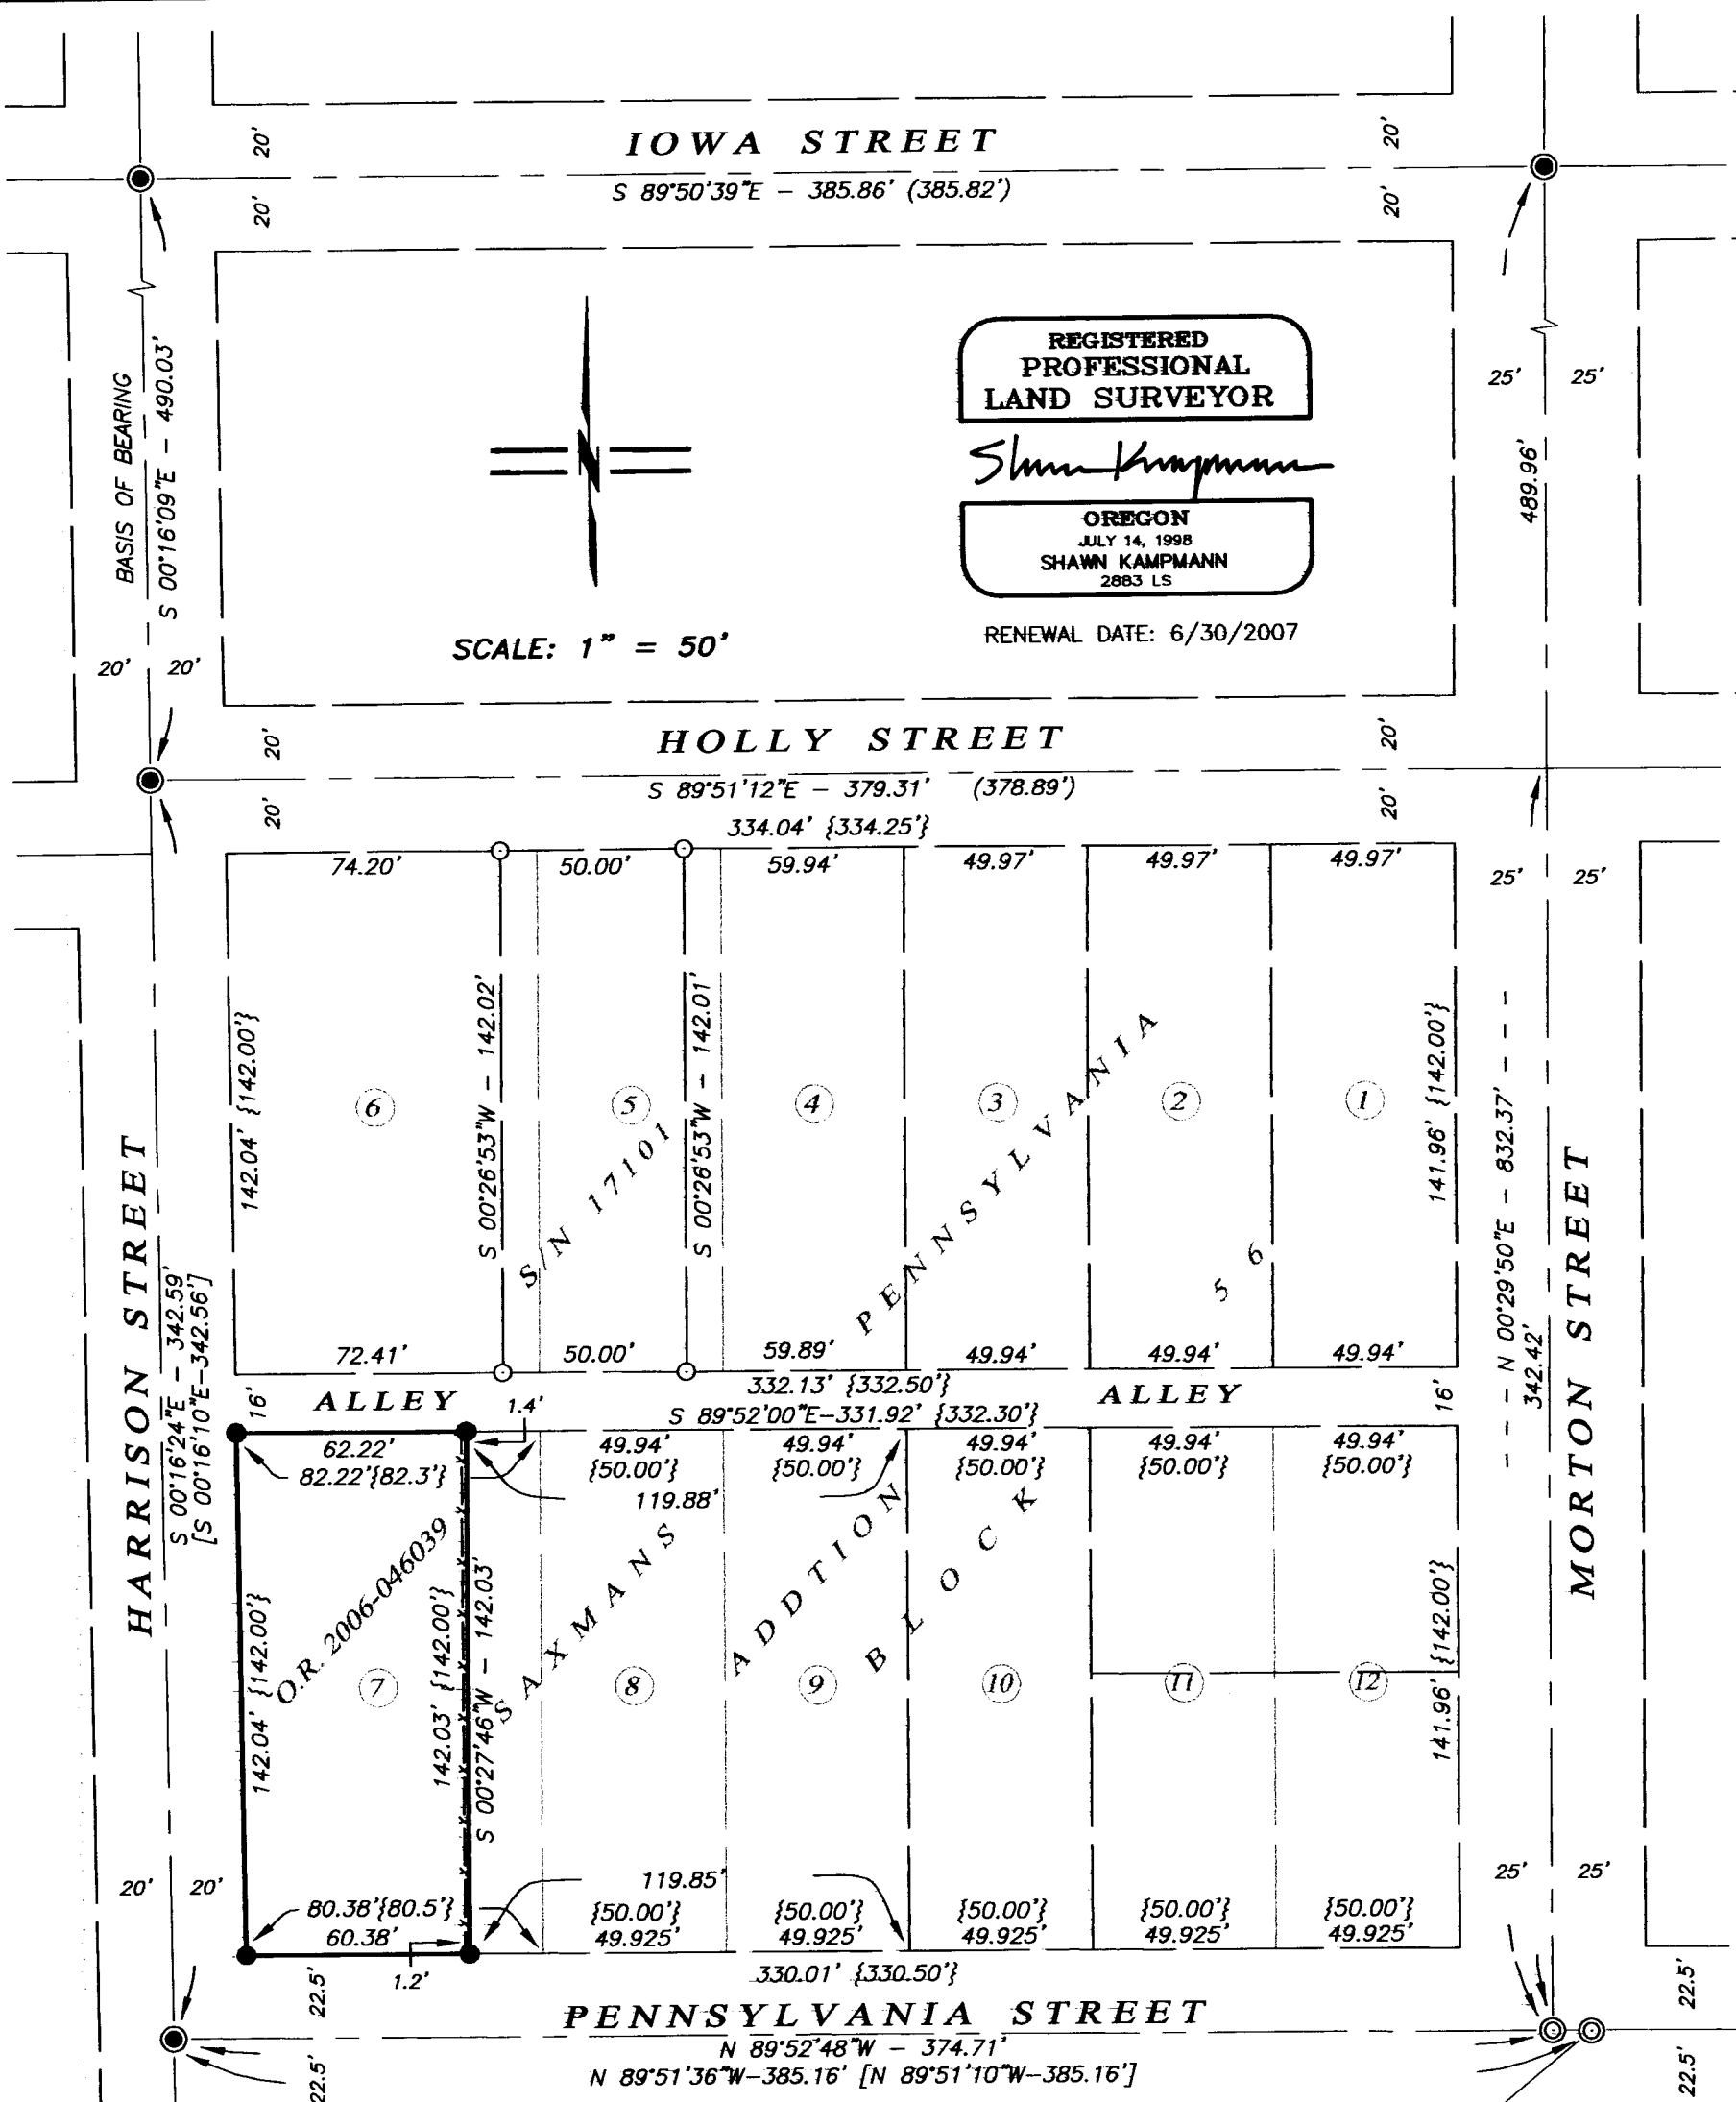 IOWA STREET
S 89°50'39"E – 385.86' (385.82')
20'
20'
20'
20'
BASIS OF BEARING
S 00°16'09"E – 490.03'
REGISTERED
PROFESSIONAL
LAND SURVEYOR
Shawn Kampmann
OREGON
JULY 14, 1998
SHAWN KAMPMANN
2883 LS
RENEWAL DATE: 6/30/2007
N
SCALE: 1" = 50'
25'
25'
489.96'
20'
20'
HOLLY STREET
S 89°51'12"E – 379.31' (378.89')
20'
20'
20'
20'
334.04' {334.25'}
74.20'
50.00'
59.94'
49.97'
49.97'
49.97'
25'
25'
142.04' {142.00'}
S 00°26'53"W – 142.02'
S 00°26'53"W – 142.01'
141.96' {142.00'}
6
5
4
3
2
1
S/N 17101
PENNSYLVANIA
56
HARRISON STREET
S 00°16'24"E – 342.59'
[S 00°16'10"E–342.56']
– – – N 00°29'50"E – 832.37' – – –
342.42'
MORTON STREET
72.41'
50.00'
59.89'
49.94'
49.94'
49.94'
ALLEY
332.13' {332.50'}
ALLEY
16'
16'
1.4'
S 89°52'00"E–331.92' {332.30'}
62.22'
82.22'{82.3'}
49.94'
49.94'
49.94'
49.94'
49.94'
{50.00'}
{50.00'}
{50.00'}
{50.00'}
{50.00'}
119.88'
O.R. 2006-046039
142.04' {142.00'}
142.03' {142.00'}
S 00°27'46"W – 142.03'
SAXMANS
ADDTION
BLOCK
141.96' {142.00'}
7
8
9
10
11
12
20'
20'
25'
25'
80.38'{80.5'}
60.38'
119.85'
{50.00'}
{50.00'}
{50.00'}
{50.00'}
{50.00'}
49.925'
49.925'
49.925'
49.925'
49.925'
1.2'
330.01' {330.50'}
22.5'
22.5'
PENNSYLVANIA STREET
N 89°52'48"W – 374.71'
N 89°51'36"W–385.16' [N 89°51'10"W–385.16']
22.5'
22.5'